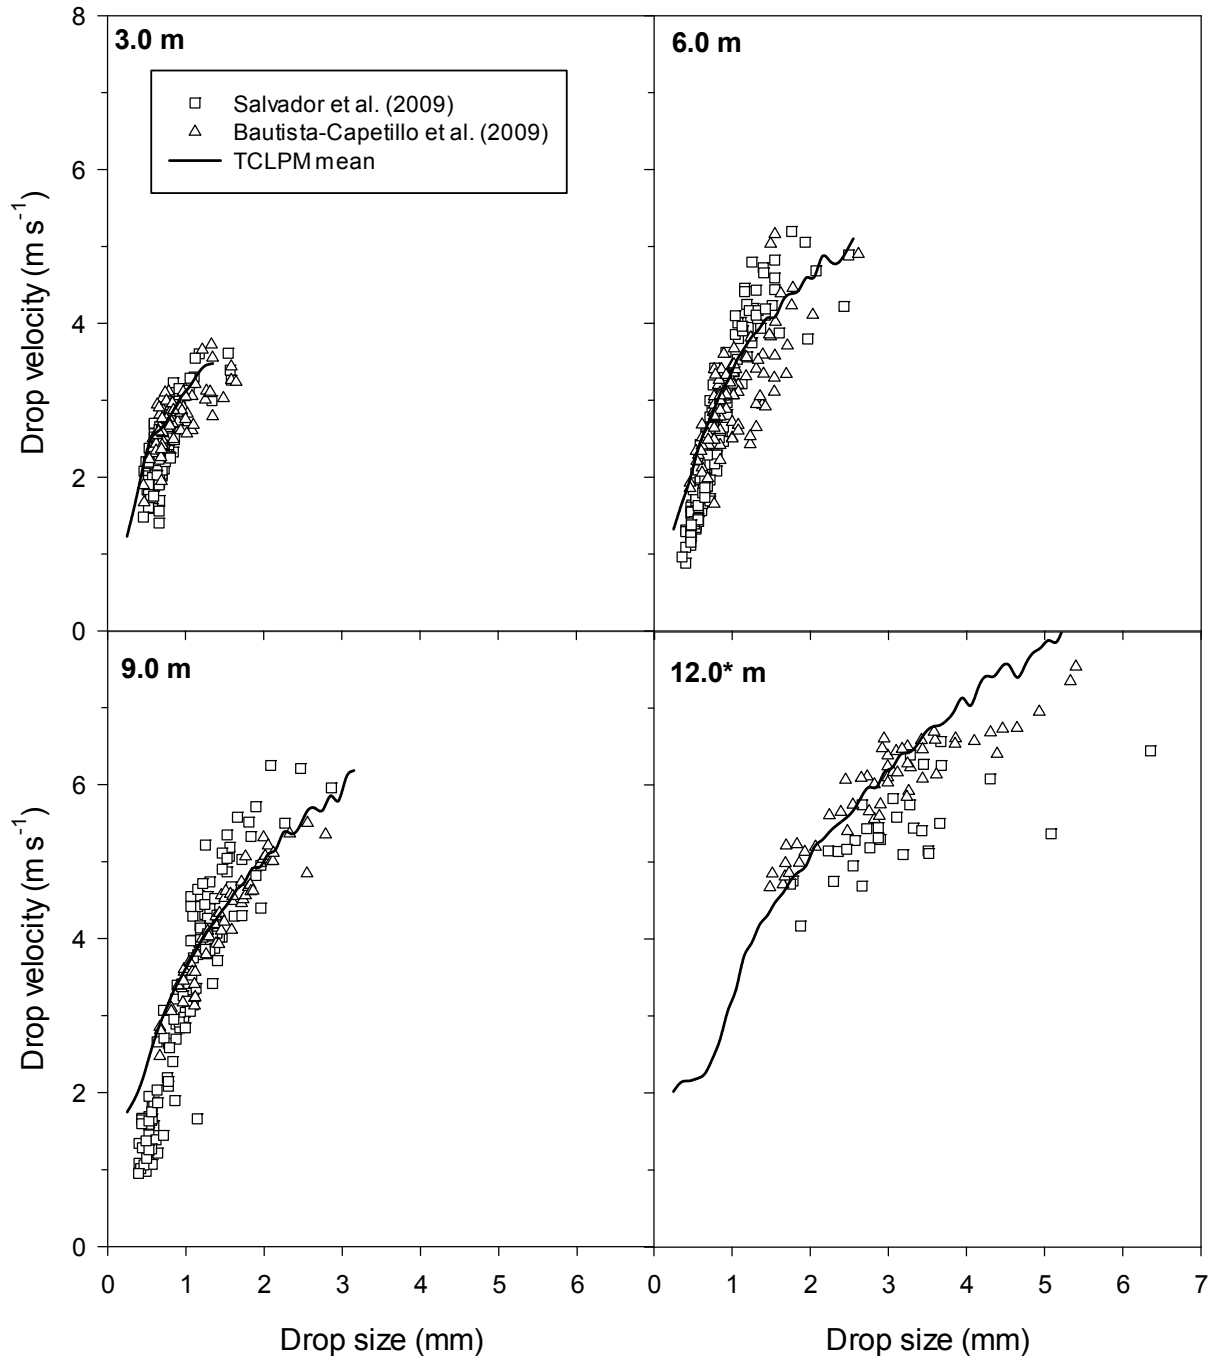 8
3.0 m
6.0 m
Salvador et al. (2009)
Bautista-Capetillo et al. (2009)
TCLPM mean
6
Drop velocity (m s-1)
4
2
0
9.0 m
12.0* m
6
Drop velocity (m s-1)
4
2
0
0 1 2 3 4 5 6 0 1 2 3 4 5 6 7
Drop size (mm) Drop size (mm)